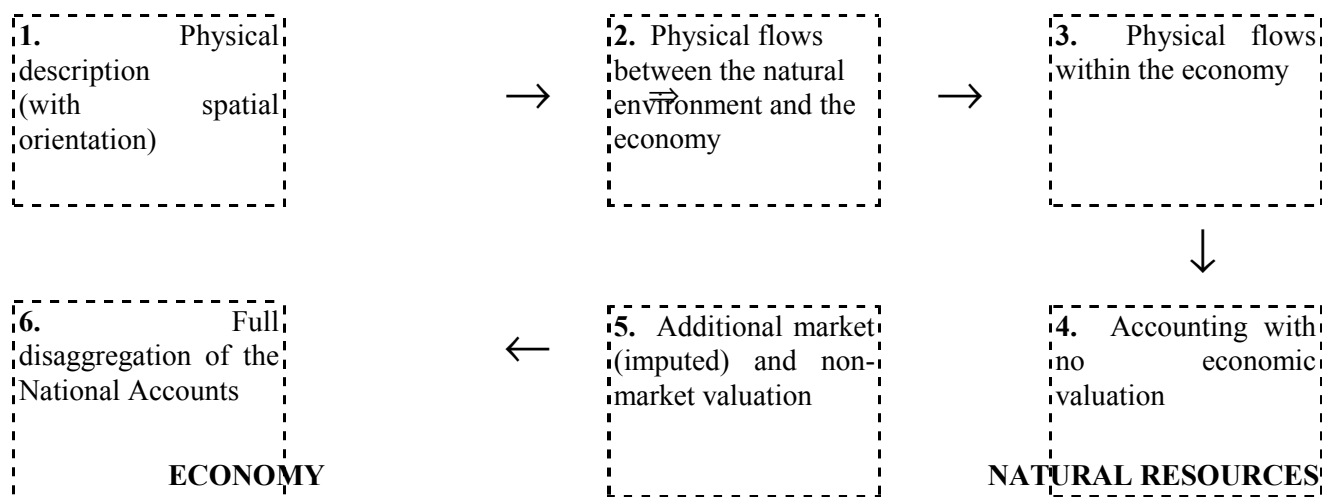 1. Physical
description
(with spatial
orientation)
→
2. Physical flows
between the natural
environment and the
economy
⇒
→
3. Physical flows
within the economy
↓
6. Full
disaggregation of the
National Accounts
←
5. Additional market
(imputed) and non-
market valuation
4. Accounting with
no economic
valuation
ECONOMY
NATURAL RESOURCES